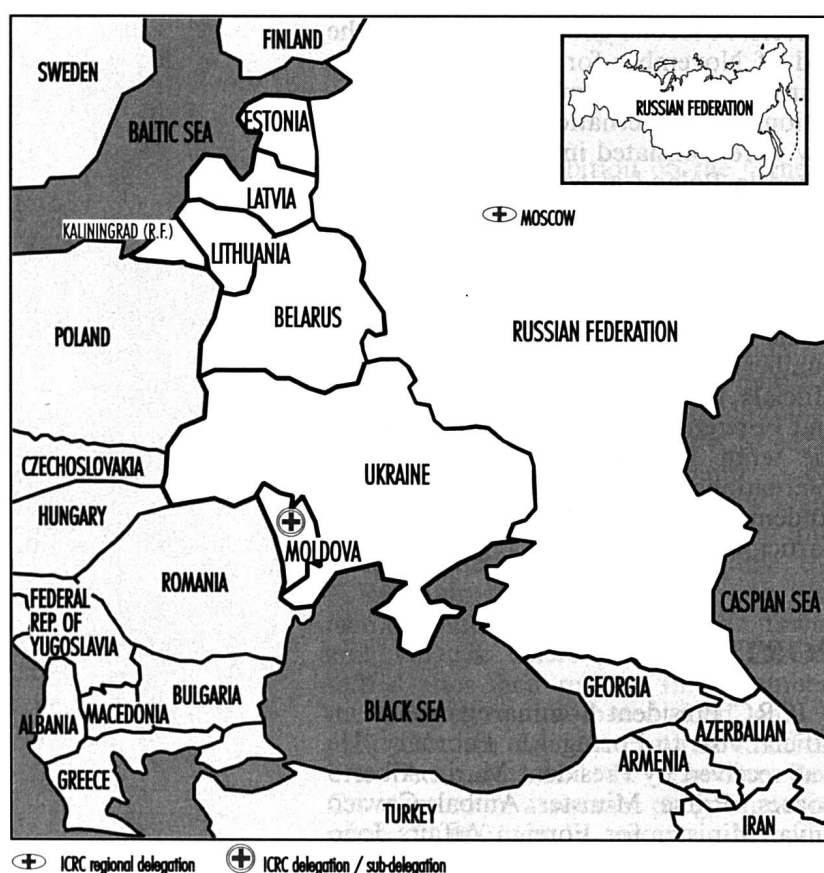 FINLAND
SWEDEN
RUSSIAN FEDERATION
BALTIC SEA
ESTONIA
LATVIA
MOSCOW
KALININGRAD (R.F.)
LITHUANIA
BELARUS
RUSSIAN FEDERATION
POLAND
CZECHOSLOVAKIA
UKRAINE
HUNGARY
MOLDOVA
ROMANIA
FEDERAL
REP. OF
YUGOSLAVIA
CASPIAN SEA
BULGARIA
GEORGIA
MACEDONIA
BLACK SEA
ALBANIA
AZERBALJAN
ARMENIA
GREECE
TURKEY
IRAN
ICRC regional delegation
ICRC delegation / sub-delegation